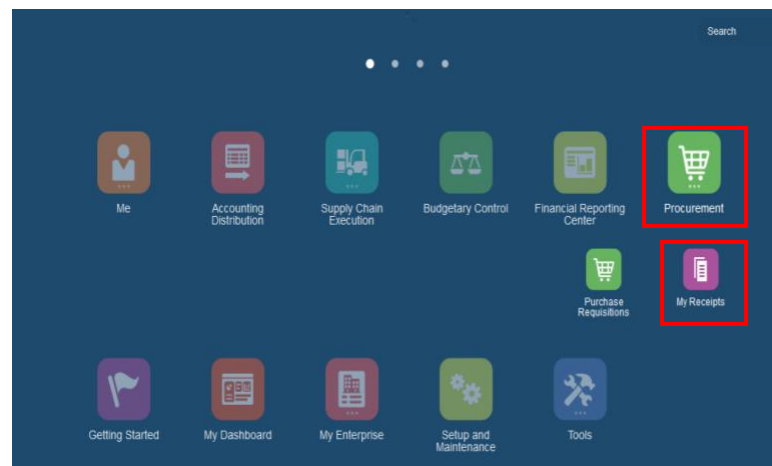 Search
Me
Accounting
Distribution
Supply Chain
Execution
Budgetary Control
Financial Reporting
Center
Procurement
Purchase
Requisitions
My Receipts
Getting Started
My Dashboard
My Enterprise
Setup and
Maintenance
Tools